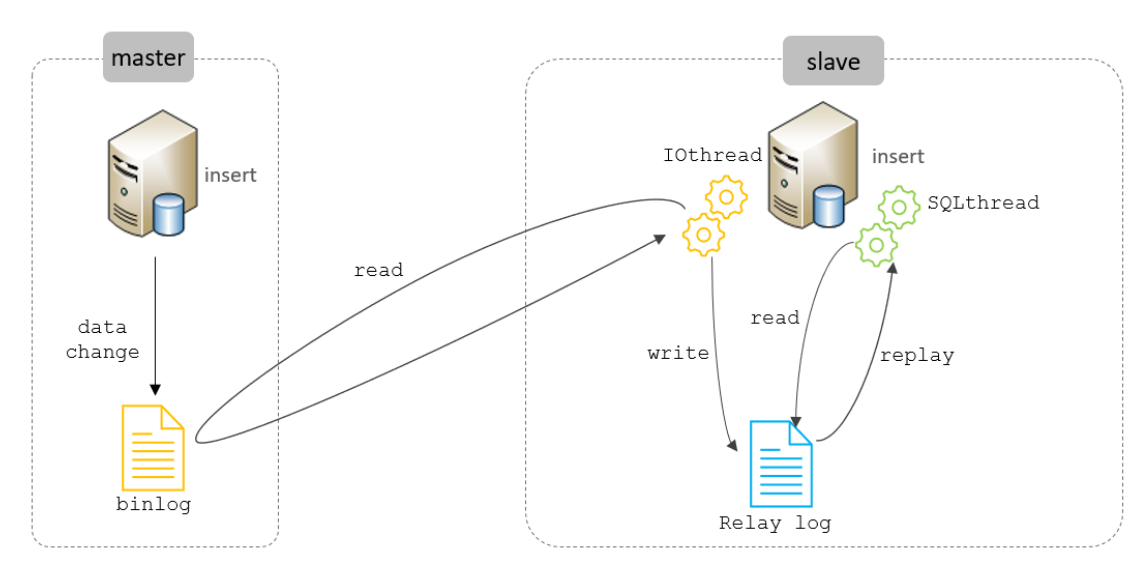 master
insert
data
change
binlog
read
slave
IOthread
insert
SQLthread
read
write
replay
Relay log